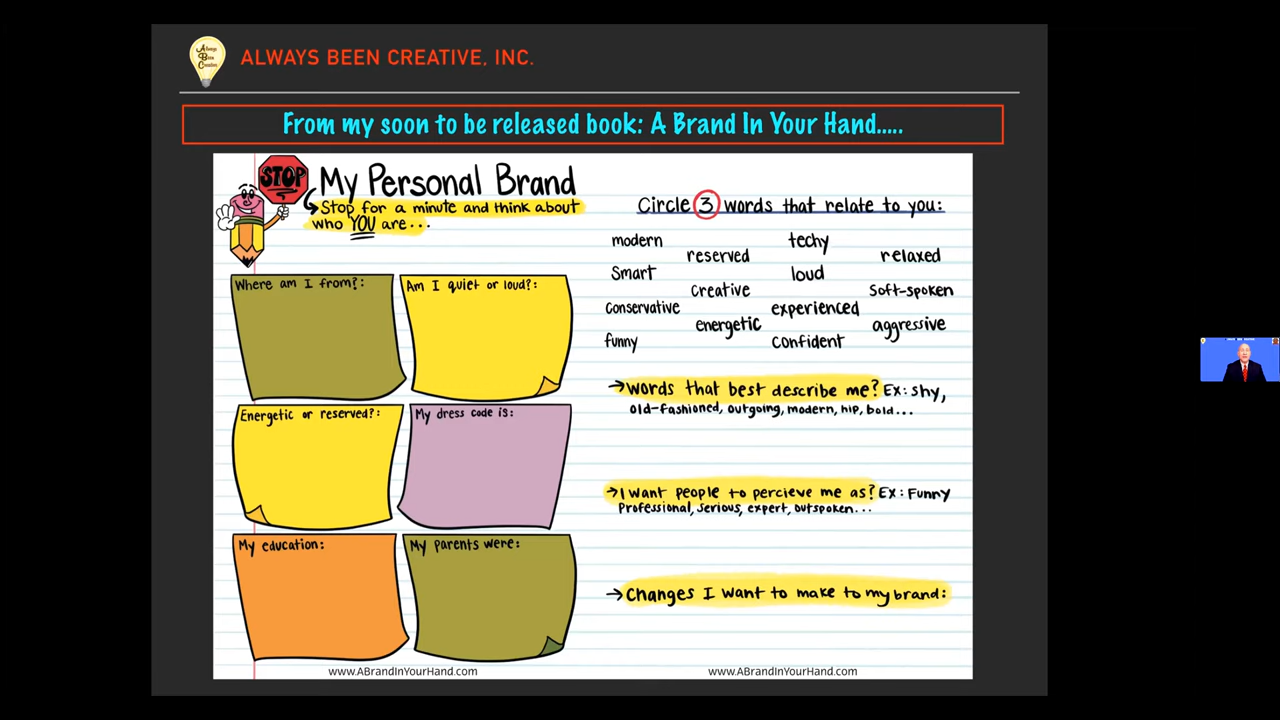 Always Been Creative
ALWAYS BEEN CREATIVE, INC.
From my soon to be released book: A Brand In Your Hand.....
STOP
My Personal Brand
Stop for a minute and think about
who YOU are...
Where am I from?:
Am I quiet or loud?:
Energetic or reserved?:
My dress code is:
My education:
My parents were:
www.ABrandInYourHand.com
Circle 3 words that relate to you:
modern
techy
reserved
relaxed
Smart
loud
creative
Soft-spoken
conservative
experienced
energetic
aggressive
funny
confident
words that best describe me? Ex: shy,
old-fashioned, outgoing, modern, hip, bold...
I want people to percieve me as? Ex: Funny
Professional, serious, expert, outspoken...
Changes I want to make to my brand:
www.ABrandInYourHand.com